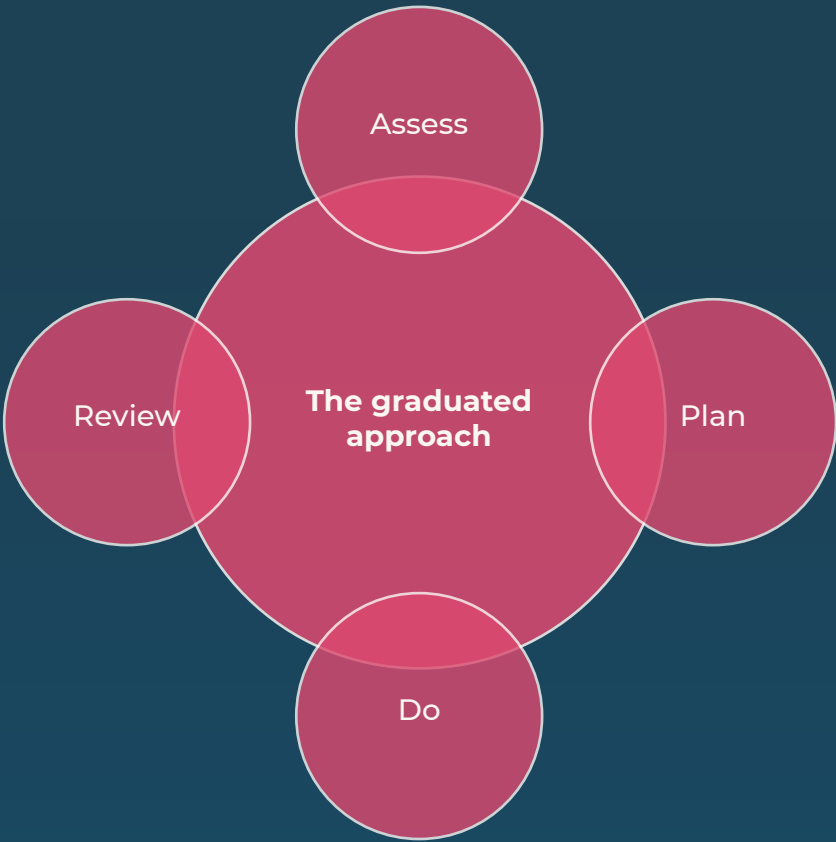 Assess
Review
The graduated
approach
Plan
Do